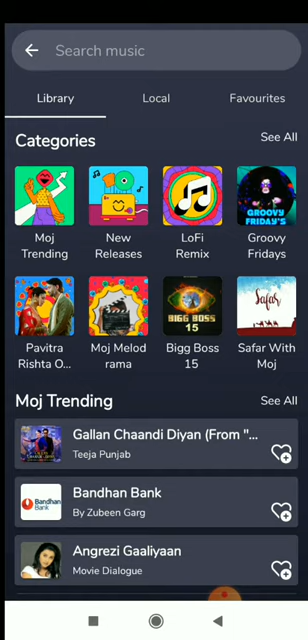 Search music
Library Local Favourites
Categories See All
Moj Trending
New Releases
LoFi Remix
GROOVY FRIDAY'S
Groovy Fridays
Pavitra Rishta O...
Moj Melod rama
BIGG BOSS 15
Bigg Boss 15
Safar
Safar With Moj
Moj Trending See All
Gallan Chaandi Diyan (From "...
Teeja Punjab
Bandhan Bank
Bandhan Bank
By Zubeen Garg
Angrezi Gaaliyaan
Movie Dialogue